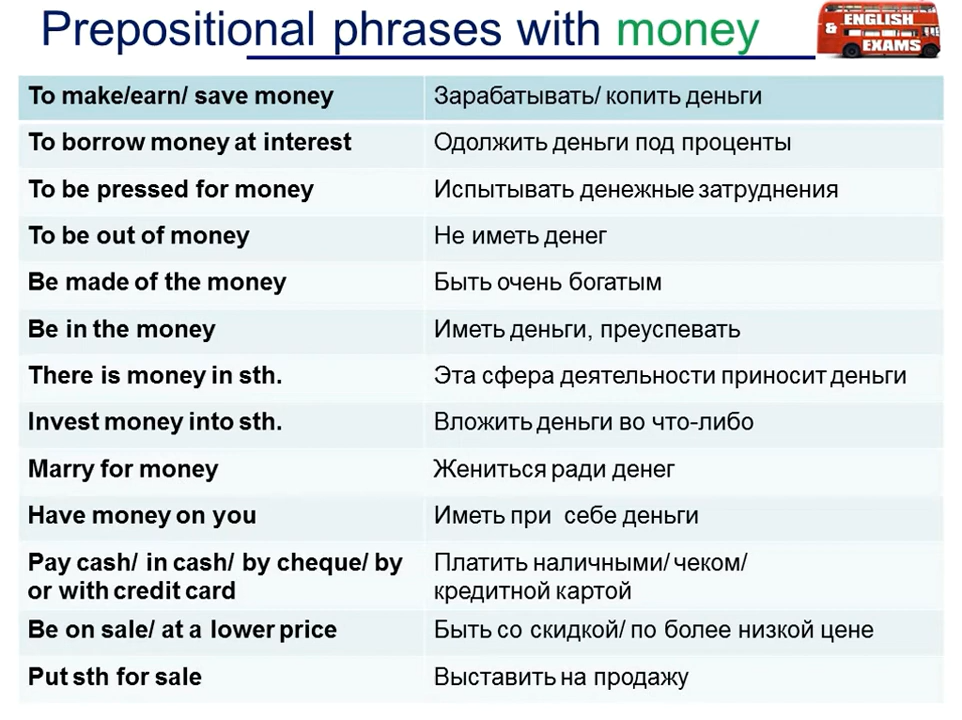 Prepositional phrases with money
ENGLISH
& EXAMS
To make/earn/ save money
Зарабатывать/ копить деньги
To borrow money at interest
Одолжить деньги под проценты
To be pressed for money
Испытывать денежные затруднения
To be out of money
Не иметь денег
Be made of the money
Быть очень богатым
Be in the money
Иметь деньги, преуспевать
There is money in sth.
Эта сфера деятельности приносит деньги
Invest money into sth.
Вложить деньги во что-либо
Marry for money
Жениться ради денег
Have money on you
Иметь при себе деньги
Pay cash/ in cash/ by cheque/ by
or with credit card
Платить наличными/ чеком/
кредитной картой
Be on sale/ at a lower price
Быть со скидкой/ по более низкой цене
Put sth for sale
Выставить на продажу